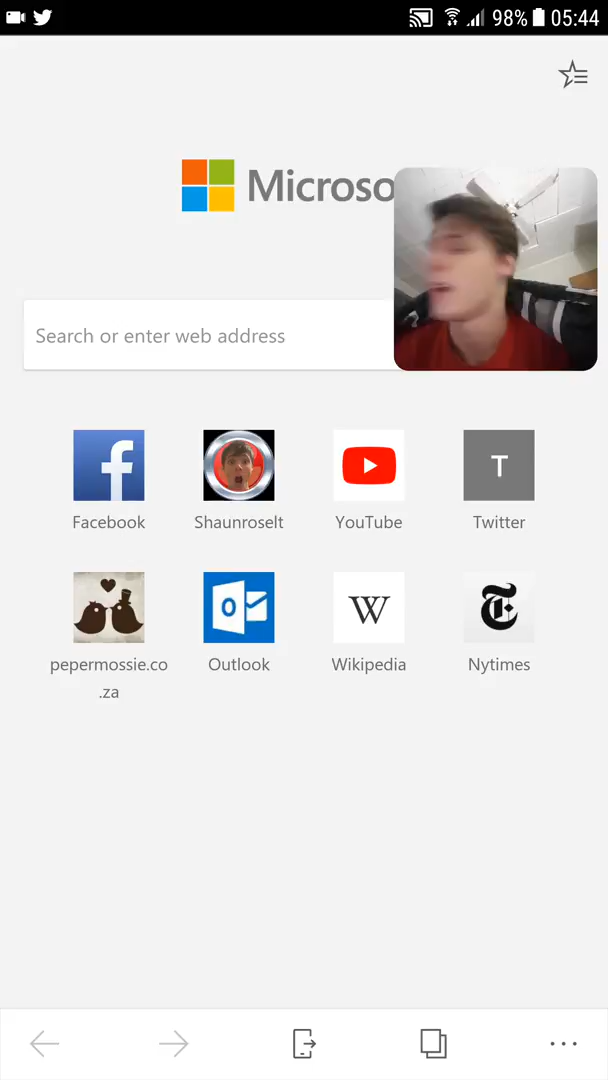 98% 05:44
Microso
Search or enter web address
Facebook
Shaunroselt
YouTube
T
Twitter
pepermossie.co
.za
Outlook
W
Wikipedia
Nytimes